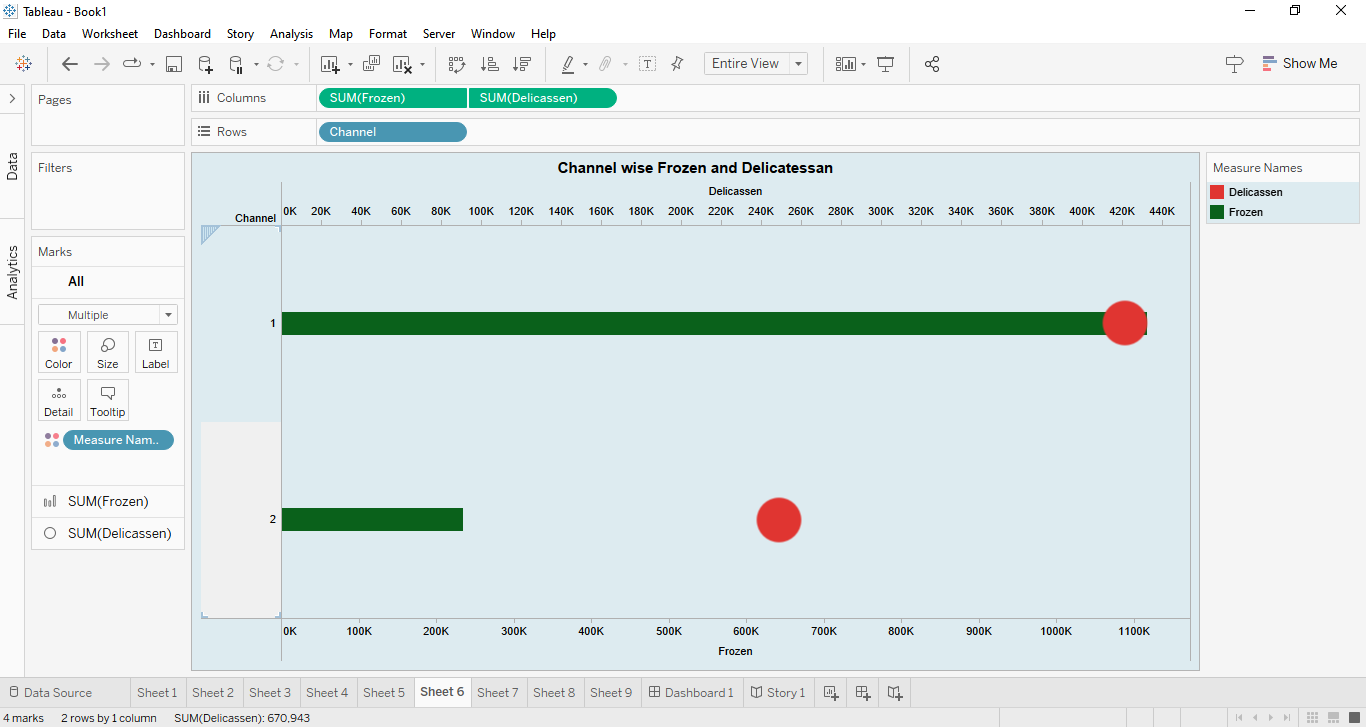 Tableau - Book1
File Data Worksheet Dashboard Story Analysis Map Format Server Window Help
Entire View
Show Me
Data
Analytics
Pages
Filters
Marks
All
Multiple
Color Size Label
Detail Tooltip
Measure Nam..
SUM(Frozen)
SUM(Delicassen)
Columns SUM(Frozen) SUM(Delicassen)
Rows Channel
Channel wise Frozen and Delicatessan
Delicassen
Channel 0K 20K 40K 60K 80K 100K 120K 140K 160K 180K 200K 220K 240K 260K 280K 300K 320K 340K 360K 380K 400K 420K 440K
1
2
0K 100K 200K 300K 400K 500K 600K 700K 800K 900K 1000K 1100K
Frozen
Measure Names
Delicassen
Frozen
Data Source Sheet 1 Sheet 2 Sheet 3 Sheet 4 Sheet 5 Sheet 6 Sheet 7 Sheet 8 Sheet 9 Dashboard 1 Story 1
4 marks 2 rows by 1 column SUM(Delicassen): 670,943